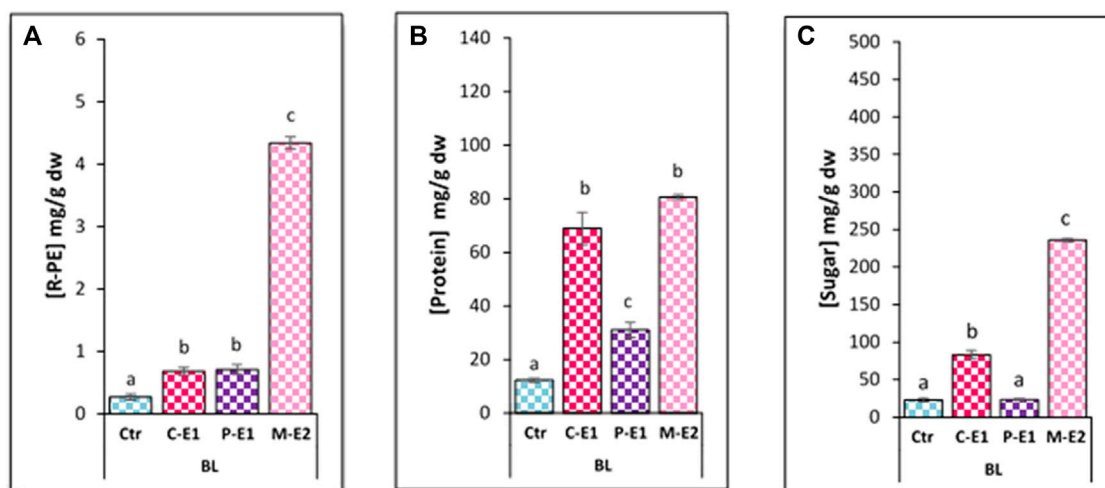 A
[R-PE] mg/g dw
6
5
4
3
2
1
0
a
b
b
c
Ctr C-E1 P-E1 M-E2
BL
B
[Protein] mg/g dw
140
120
100
80
60
40
20
0
a
b
c
b
Ctr C-E1 P-E1 M-E2
BL
C
[Sugar] mg/g dw
500
450
400
350
300
250
200
150
100
50
0
a
b
a
c
Ctr C-E1 P-E1 M-E2
BL